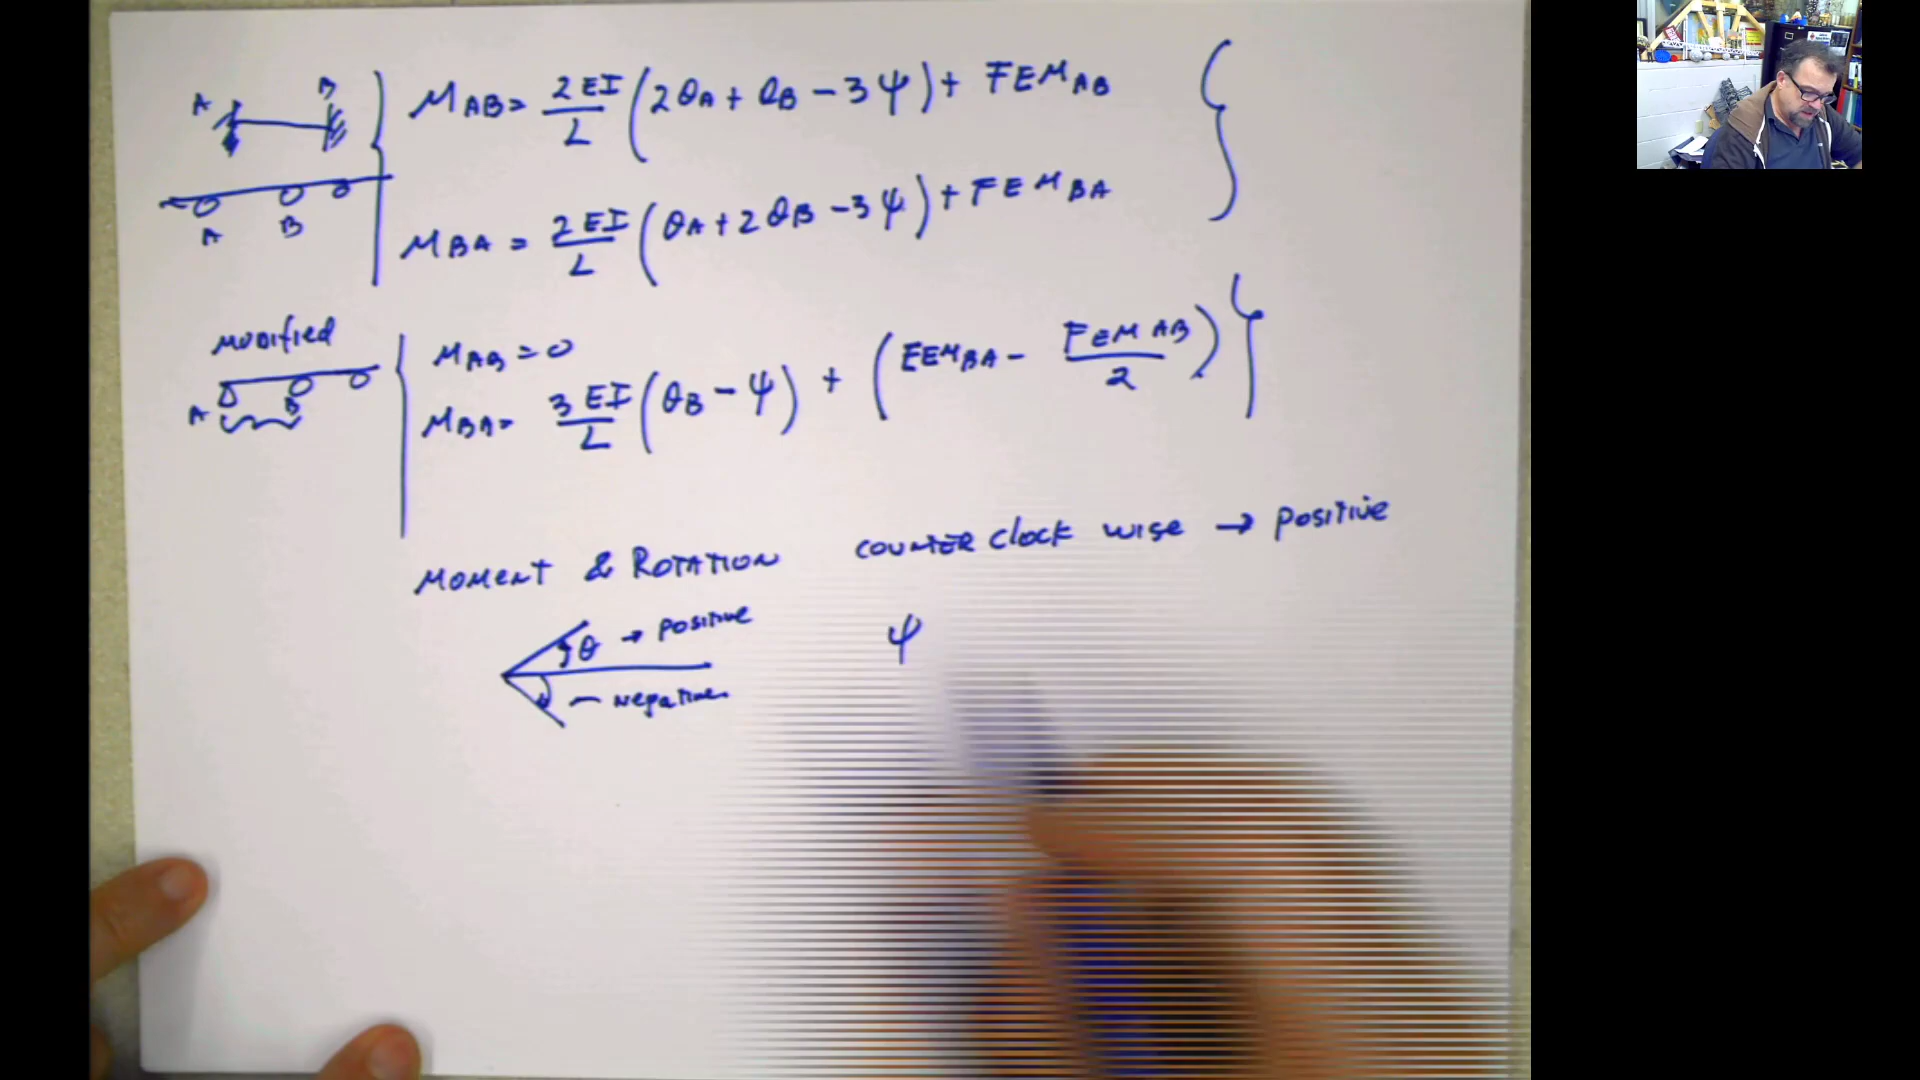 A B
M_AB = 2EI/L (2θ_A + θ_B - 3ψ) + FEM_AB
A B
M_BA = 2EI/L (θ_A + 2θ_B - 3ψ) + FEM_BA
Modified
A B
M_AB = 0
M_BA = 3EI/L (θ_B - ψ) + (FEM_BA - FEM_AB/2)
Moment & Rotation counter clock wise → positive
θ → positive
ψ
- negative